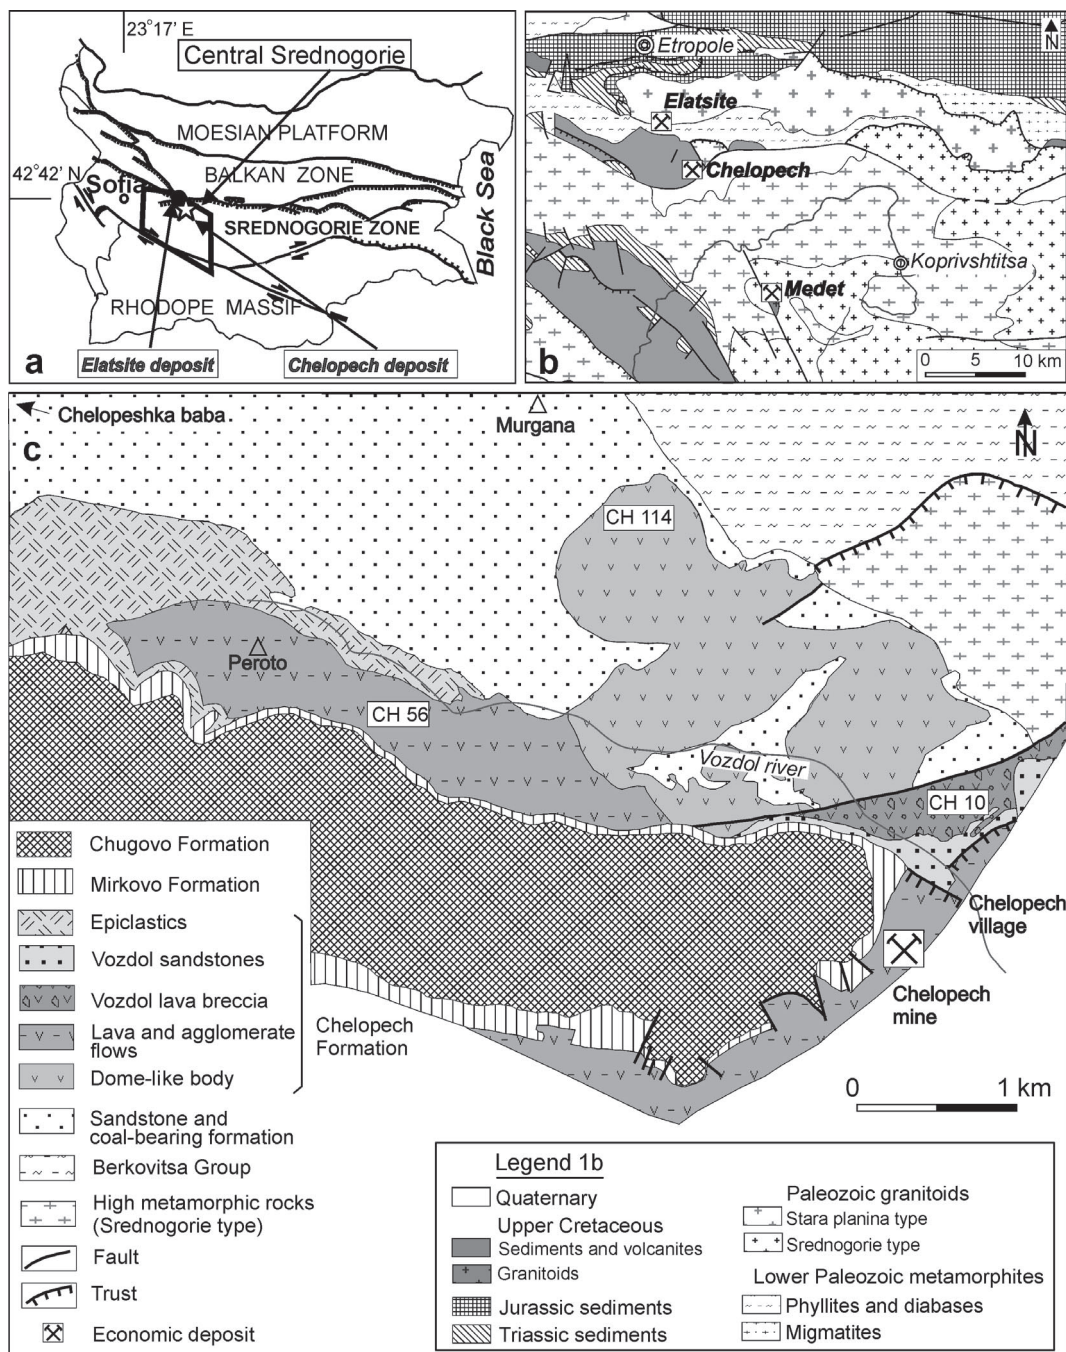 23°17' E
Central Srednogorie
MOESIAN PLATFORM
42°42' N
Sofia
BALKAN ZONE
SREDNOGORIE ZONE
Black Sea
RHODOPE MASSIF
a
Elatsite deposit
Chelopech deposit
N
Etropole
Elatsite
Chelopech
Koprivshtitsa
Medet
b
0 5 10 km
Chelopeshka baba
c
Murgana
N
CH 114
Peroto
CH 56
Vozdol river
CH 10
Chelopech
village
Chelopech
mine
0 1 km
Chugovo Formation
Mirkovo Formation
Epiclastics
Vozdol sandstones
Vozdol lava breccia
Lava and agglomerate
flows
Dome-like body
Chelopech
Formation
Sandstone and
coal-bearing formation
Berkovitsa Group
High metamorphic rocks
(Srednogorie type)
Fault
Trust
Economic deposit
Legend 1b
Quaternary
Upper Cretaceous
Sediments and volcanites
Granitoids
Jurassic sediments
Triassic sediments
Paleozoic granitoids
Stara planina type
Srednogorie type
Lower Paleozoic metamorphites
Phyllites and diabases
Migmatites